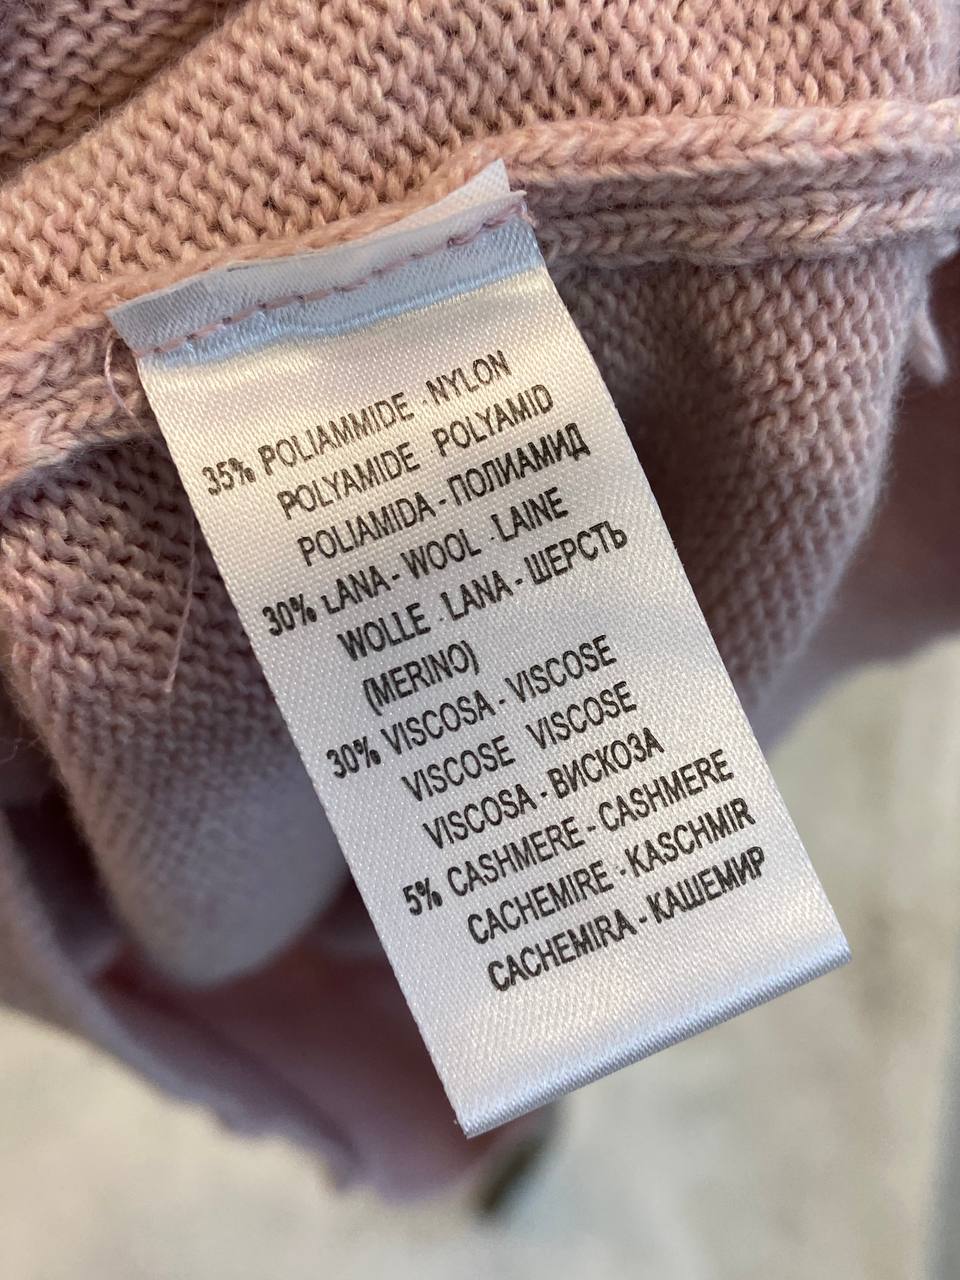 35% POLIAMMIDE - NYLON
POLYAMIDE POLYAMID
POLIAMIDA - ПОЛИАМИД
30% LANA - WOOL - LAINE
WOLLE - LANA - ШЕРСТЬ
(MERINO)
30% VISCOSA - VISCOSE
VISCOSE VISCOSE
VISCOSA - ВИСКОЗА
5% CASHMERE - CASHMERE
CACHEMIRE - KASCHMIR
CACHEMIRA - КАШЕМИР